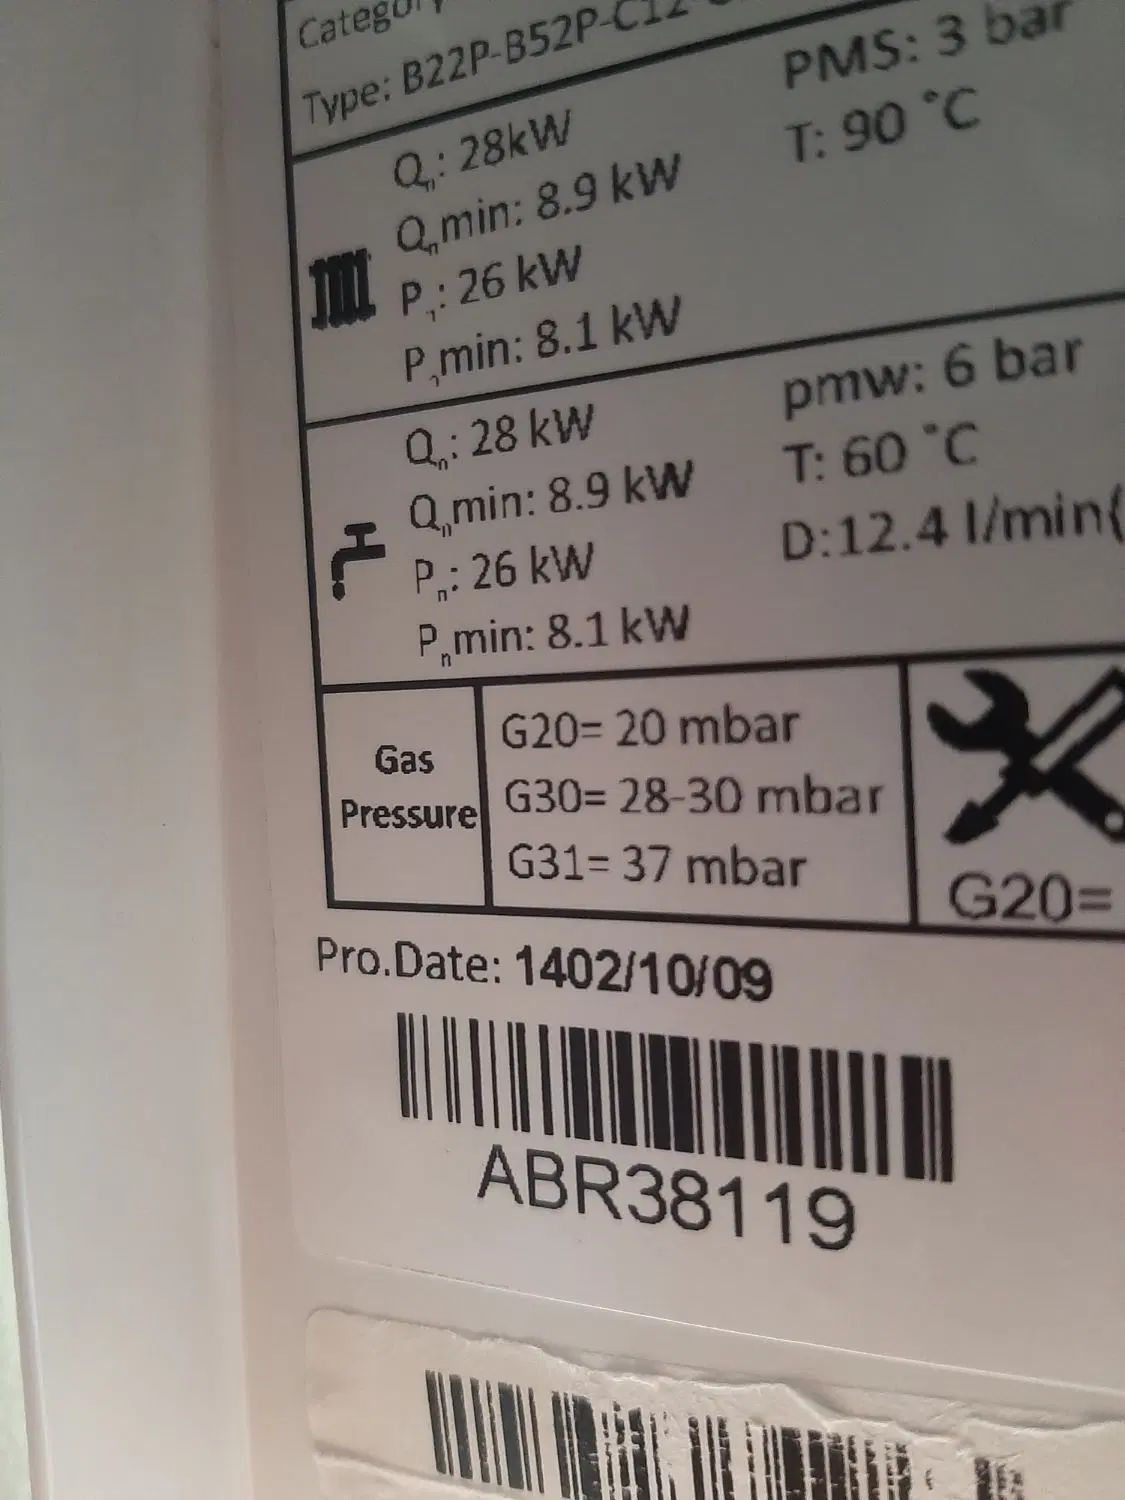 Category
Type: B22P-B52P-C12
PMS: 3 bar
Qn: 28kW
T: 90 °C
Qnmin: 8.9 kW
P1: 26 kW
P1min: 8.1 kW
pmw: 6 bar
Qn: 28 kW
T: 60 °C
Qnmin: 8.9 kW
D:12.4 l/min(
Pn: 26 kW
Pnmin: 8.1 kW
Gas
Pressure
G20= 20 mbar
G30= 28-30 mbar
G31= 37 mbar
G20=
Pro.Date: 1402/10/09
ABR38119